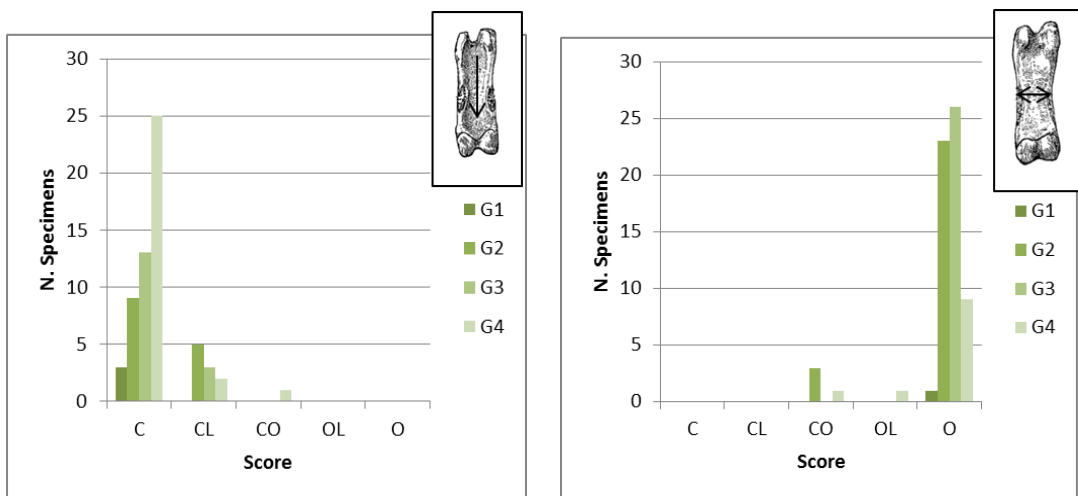 30
25
20
15
10
5
0
N. Specimens
C CL CO OL O
Score
G1
G2
G3
G4
30
25
20
15
10
5
0
N. Specimens
C CL CO OL O
Score
G1
G2
G3
G4